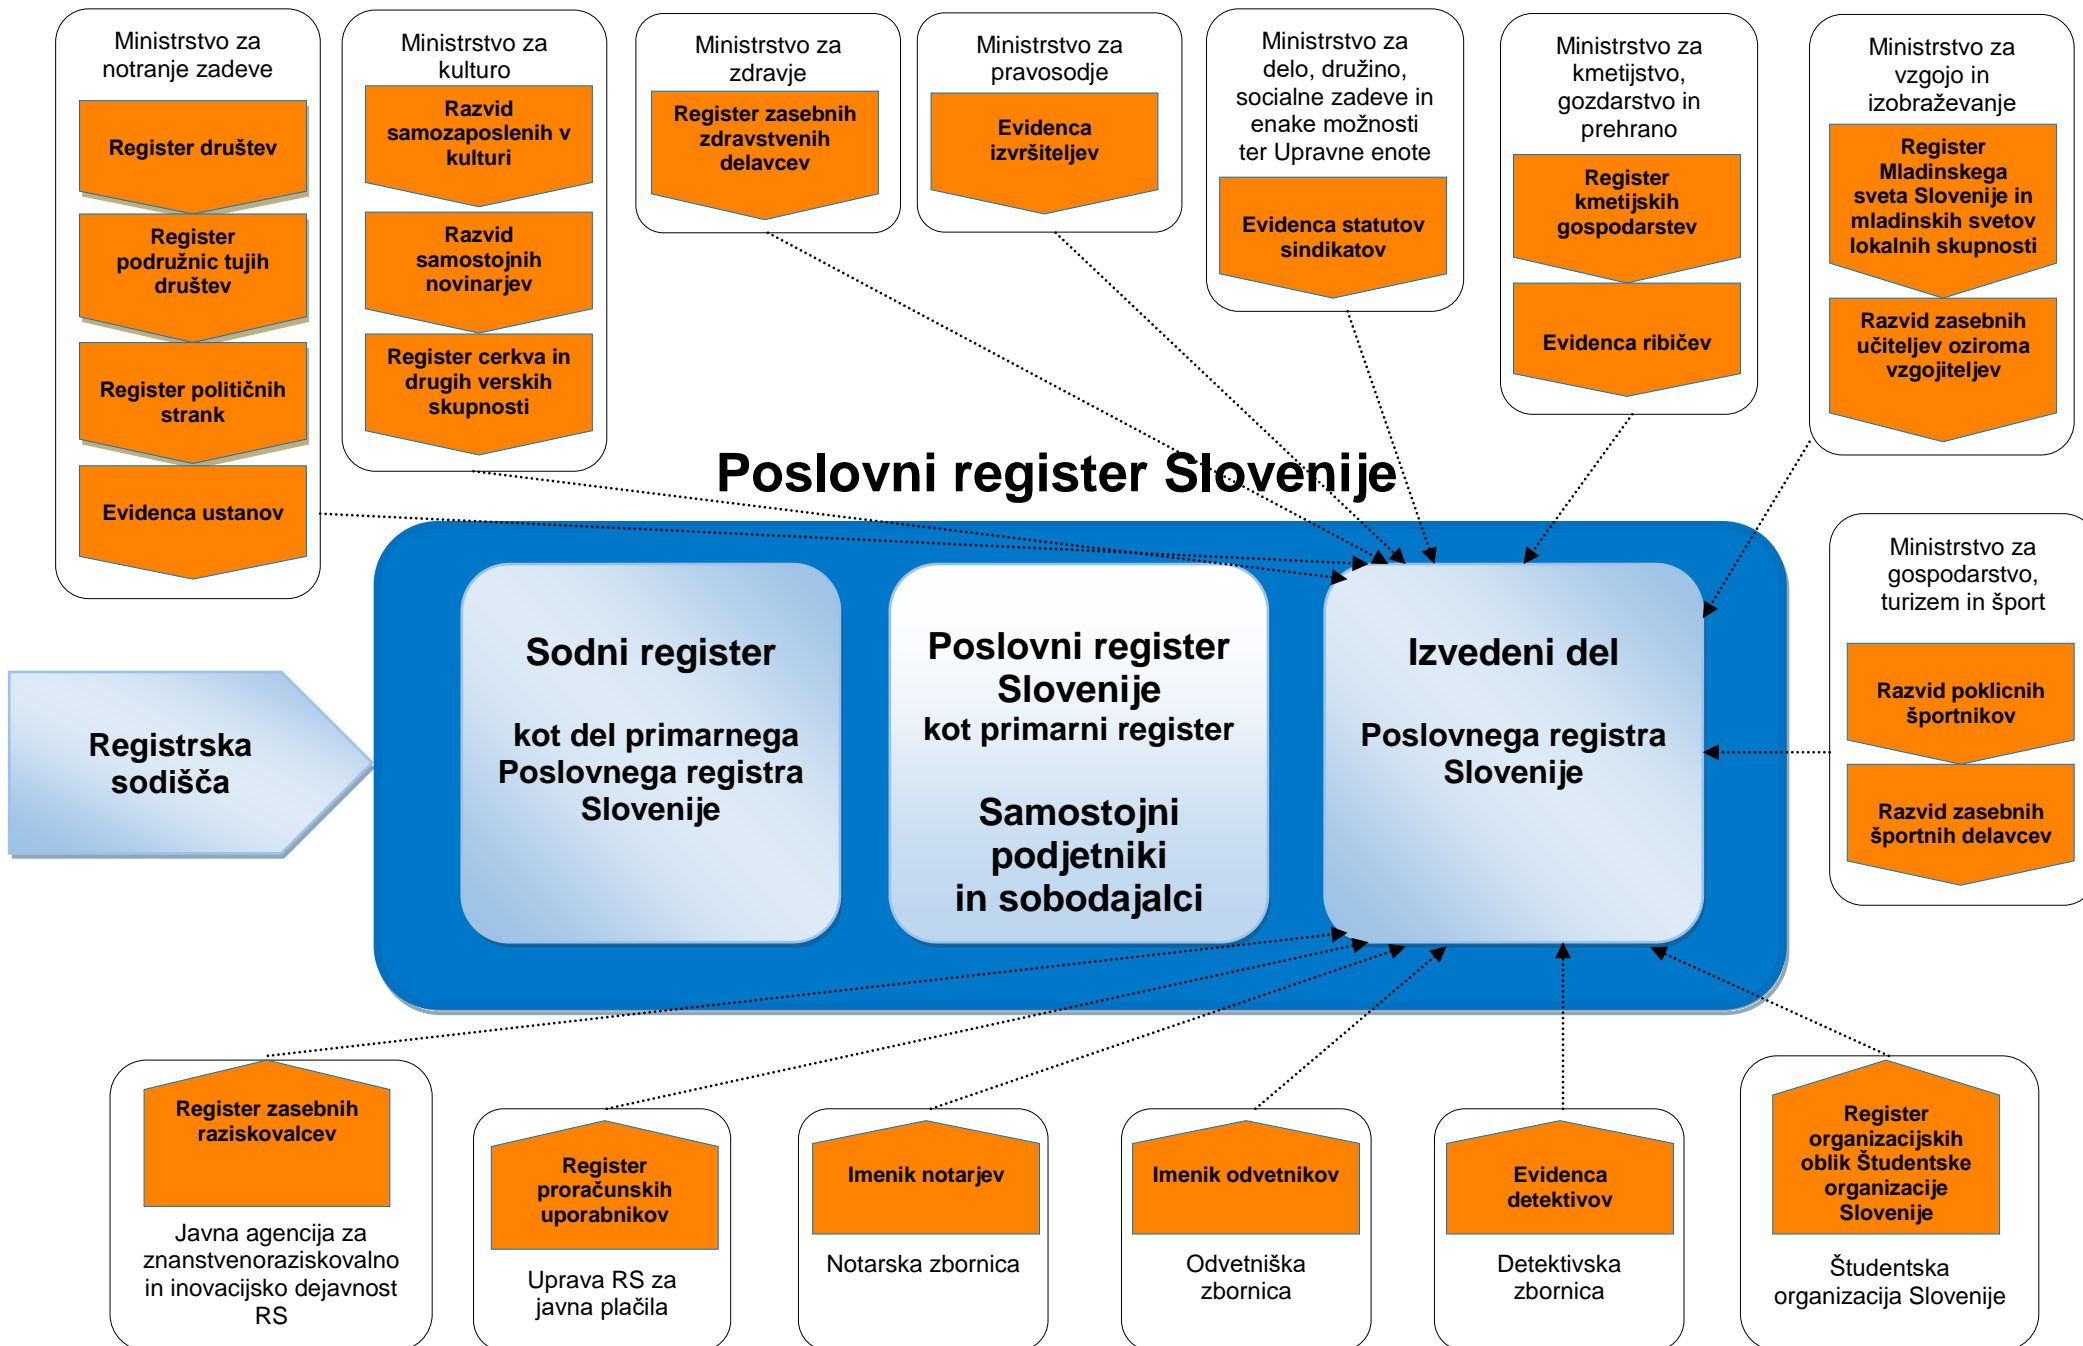 Ministrstvo za
notranje zadeve
Register društev
Register
podružnic tujih
društev
Register političnih
strank
Evidenca ustanov
Ministrstvo za
kulturo
Razvid
samozaposlenih v
kulturi
Razvid
samostojnih
novinarjev
Register cerkva in
drugih verskih
skupnosti
Ministrstvo za
zdravje
Register zasebnih
zdravstvenih
delavcev
Ministrstvo za
pravosodje
Evidenca
izvršiteljev
Ministrstvo za
delo, družino,
socialne zadeve in
enake možnosti
ter Upravne enote
Evidenca statutov
sindikatov
Ministrstvo za
kmetijstvo,
gozdarstvo in
prehrano
Register
kmetijskih
gospodarstev
Evidenca ribičev
Ministrstvo za
vzgojo in
izobraževanje
Register
Mladinskega
sveta Slovenije in
mladinskih svetov
lokalnih skupnosti
Razvid zasebnih
učiteljev oziroma
vzgojiteljev
Poslovni register Slovenije
Registrska
sodišča
Sodni register
kot del primarnega
Poslovnega registra
Slovenije
Poslovni register
Slovenije
kot primarni register
Samostojni
podjetniki
in sobodajalci
Izvedeni del
Poslovnega registra
Slovenije
Ministrstvo za
gospodarstvo,
turizem in šport
Razvid poklicnih
športnikov
Razvid zasebnih
športnih delavcev
Register zasebnih
raziskovalcev
Javna agencija za
znanstvenoraziskovalno
in inovacijsko dejavnost
RS
Register
proračunskih
uporabnikov
Uprava RS za
javna plačila
Imenik notarjev
Notarska zbornica
Imenik odvetnikov
Odvetniška
zbornica
Evidenca
detektivov
Detektivska
zbornica
Register
organizacijskih
oblik Študentske
organizacije
Slovenije
Študentska
organizacija Slovenije